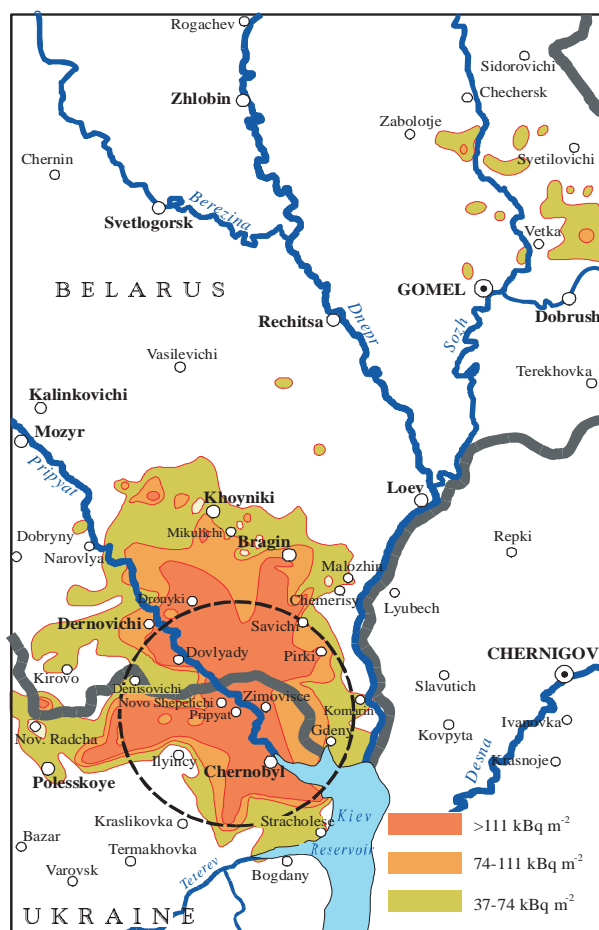 Rogachev
Sidorovichi
Zhlobin
Chechersk
Zabolotje
Svetilovichi
Chernin
Berezina
Svetlogorsk
Vetka
BELARUS
GOMEL
Dobrush
Rechitsa
Dnepr
Sozh
Vasilevichi
Terekhovka
Kalinkovichi
Mozyr
Pripyat
Khoyniki
Loev
Mikulichi
Dobryny
Bragin
Repki
Narovlya
Malozhin
Dronyki
Chemerisy
Lyubech
Dernovichi
Savichi
Dovlyady
Pirki
CHERNIGOV
Kirovo
Denisovichi
Slavutich
Novo Shepelichi
Zimovisce
Komarin
Pripyat
Ivanovka
Nov. Radcha
Gdeny
Kovpyta
Ilyincy
Chernobyl
Krasnoje
Polesskoye
Desna
Kraslikovka
Stracholese
Kiev
>111 kBq m-2
Bazar
Termakhovka
Reservoir
Teterev
Bogdany
74-111 kBq m-2
Varovsk
37-74 kBq m-2
UKRAINE